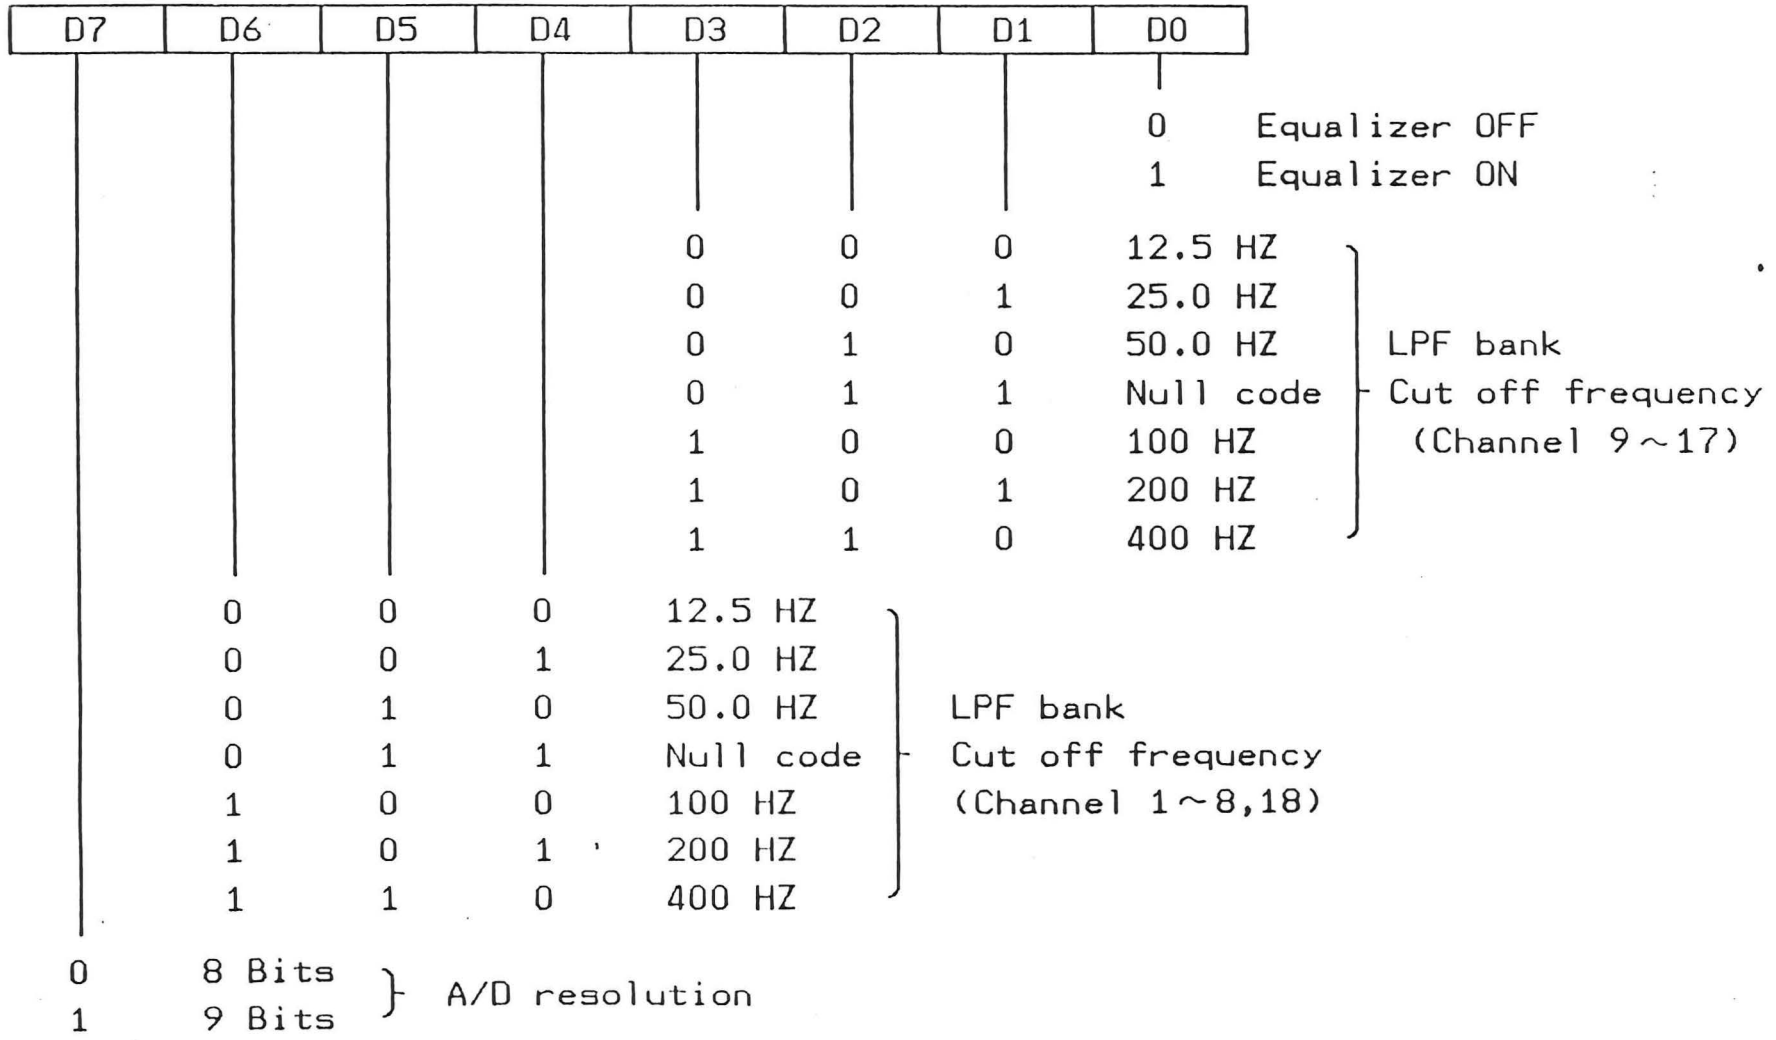 D7 D6 D5 D4 D3 D2 D1 D0
0 Equalizer OFF
1 Equalizer ON
0 0 0 12.5 HZ
0 0 1 25.0 HZ
0 1 0 50.0 HZ LPF bank
0 1 1 Null code Cut off frequency
1 0 0 100 HZ (Channel 9~17)
1 0 1 200 HZ
1 1 0 400 HZ
0 0 0 12.5 HZ
0 0 1 25.0 HZ
0 1 0 50.0 HZ LPF bank
0 1 1 Null code Cut off frequency
1 0 0 100 HZ (Channel 1~8,18)
1 0 1 200 HZ
1 1 0 400 HZ
0 8 Bits
A/D resolution
1 9 Bits